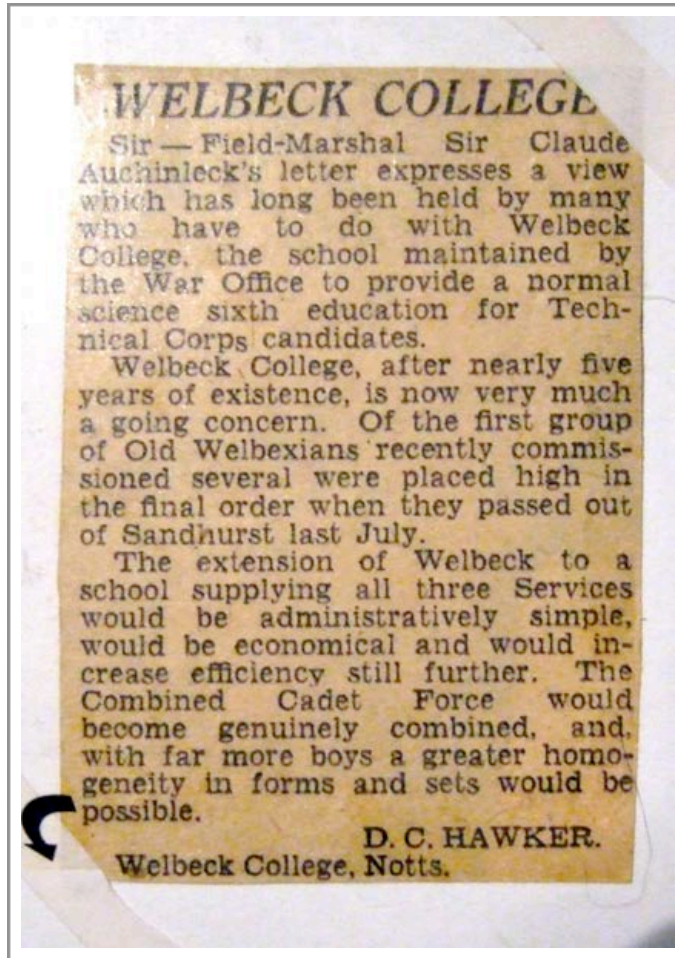 WELBECK COLLEGE
Sir — Field-Marshal Sir Claude
Auchinleck's letter expresses a view
which has long been held by many
who have to do with Welbeck
College, the school maintained by
the War Office to provide a normal
science sixth education for Tech-
nical Corps candidates.
Welbeck College, after nearly five
years of existence, is now very much
a going concern. Of the first group
of Old Welbexians recently commis-
sioned several were placed high in
the final order when they passed out
of Sandhurst last July.
The extension of Welbeck to a
school supplying all three Services
would be administratively simple,
would be economical and would in-
crease efficiency still further. The
Combined Cadet Force would
become genuinely combined, and,
with far more boys a greater homo-
geneity in forms and sets would be
possible.
D. C. HAWKER.
Welbeck College, Notts.